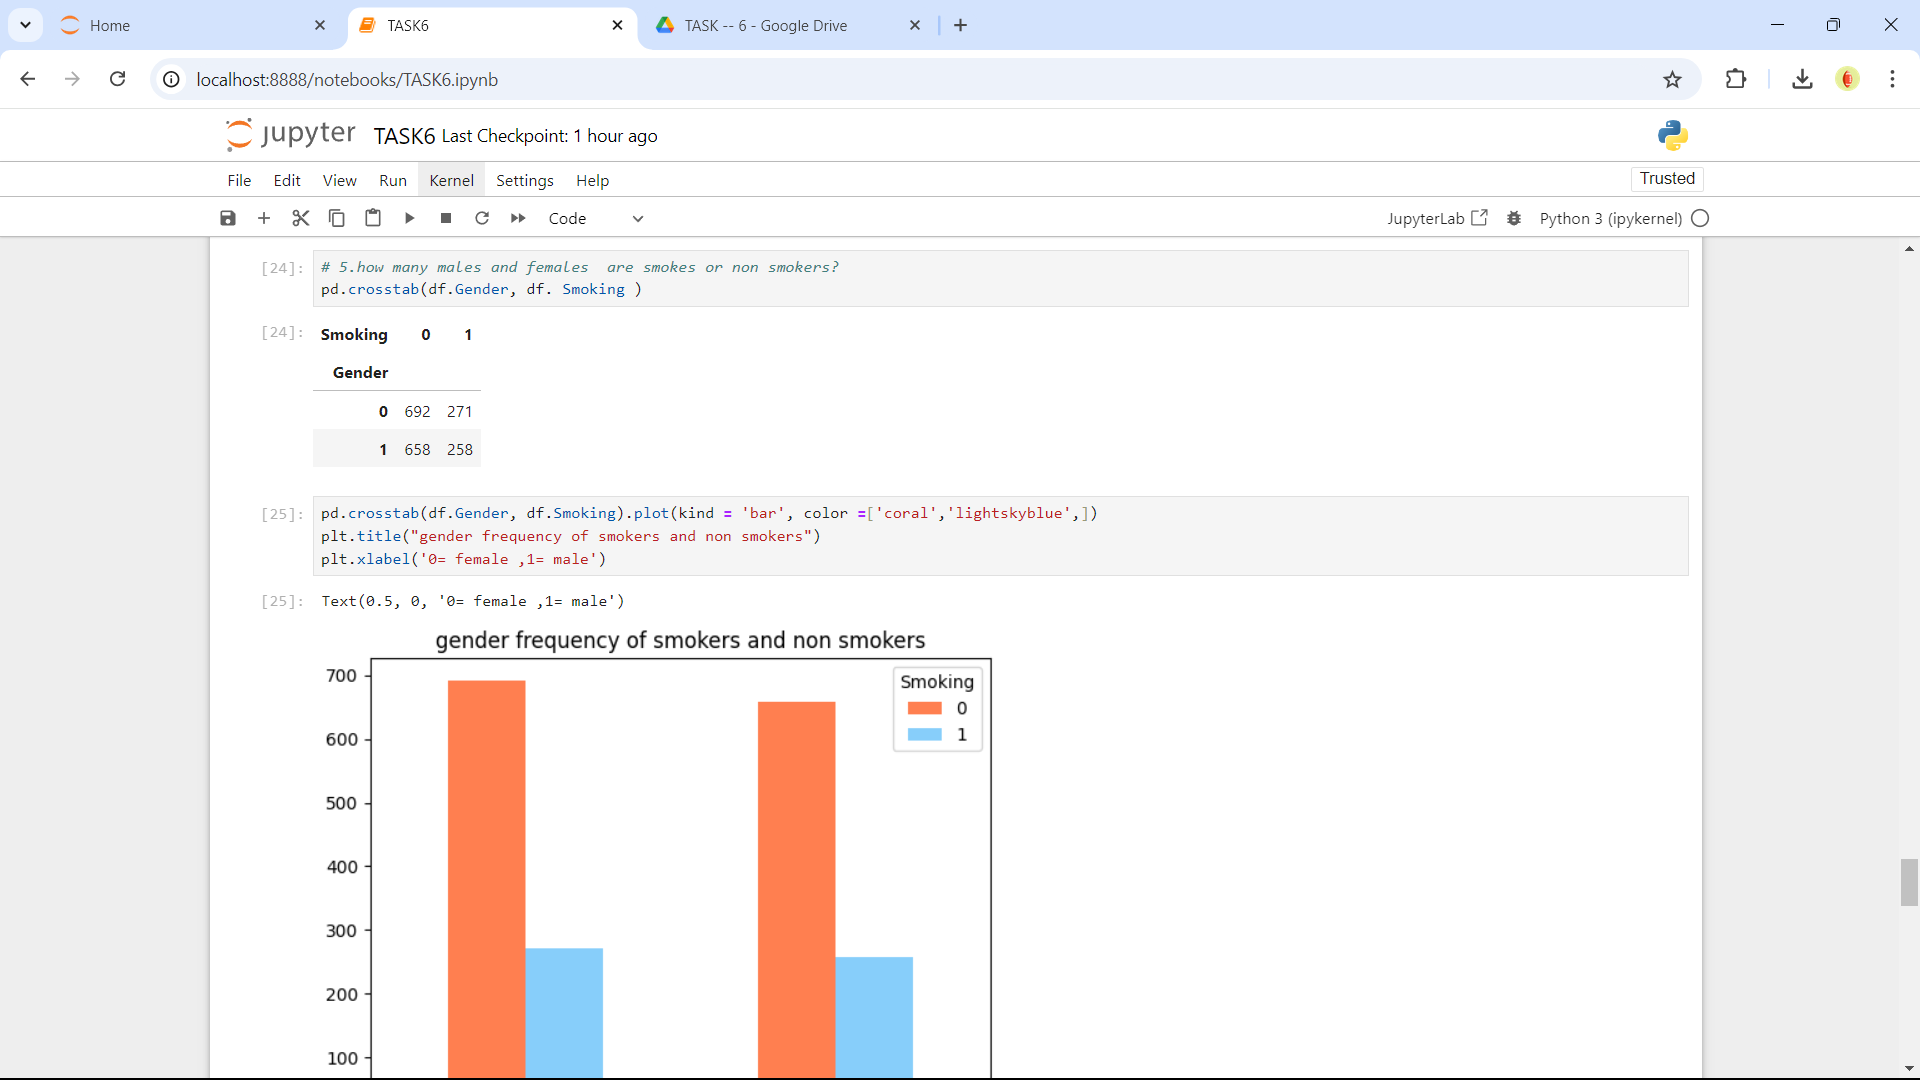 Home
TASK6
TASK -- 6 - Google Drive
localhost:8888/notebooks/TASK6.ipynb
jupyter TASK6 Last Checkpoint: 1 hour ago
File Edit View Run Kernel Settings Help
Trusted
Code
JupyterLab
Python 3 (ipykernel)
[24]: # 5.how many males and females  are smokes or non smokers?
pd.crosstab(df.Gender, df. Smoking )
[24]: Smoking 0 1
Gender
0 692 271
1 658 258
[25]: pd.crosstab(df.Gender, df.Smoking).plot(kind = 'bar', color =['coral','lightskyblue',])
plt.title("gender frequency of smokers and non smokers")
plt.xlabel('0= female ,1= male')
[25]: Text(0.5, 0, '0= female ,1= male')
gender frequency of smokers and non smokers
Smoking
0
1
700
600
500
400
300
200
100